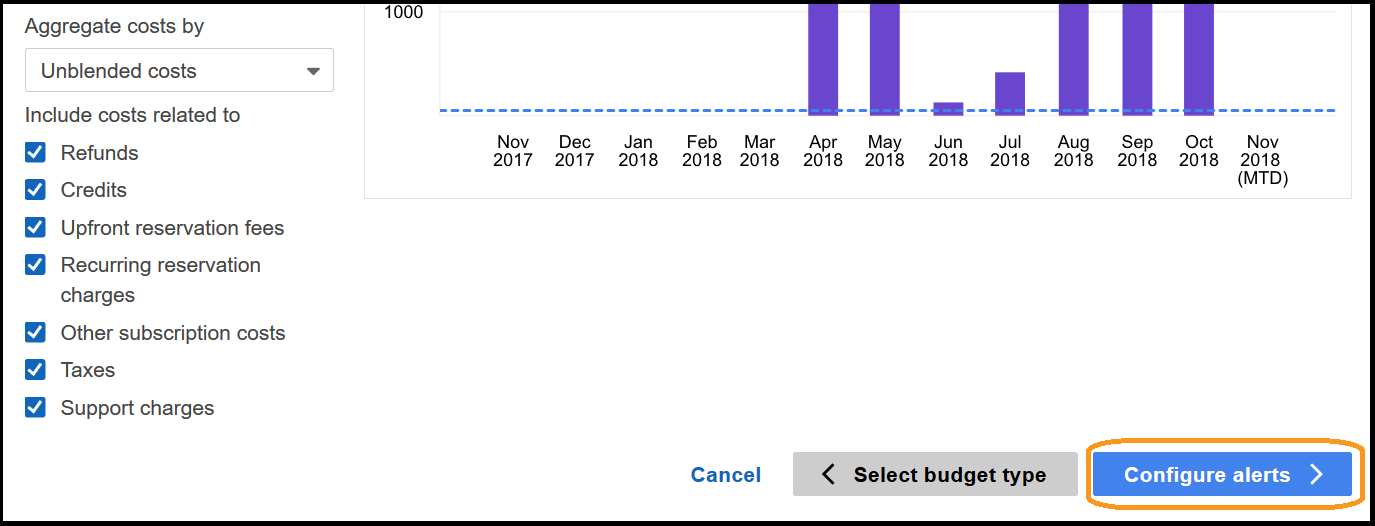 Aggregate costs by
Unblended costs
Include costs related to
Refunds
Credits
Upfront reservation fees
Recurring reservation
charges
Other subscription costs
Taxes
Support charges
1000
Nov Dec Jan Feb Mar Apr May Jun Jul Aug Sep Oct Nov
2017 2017 2018 2018 2018 2018 2018 2018 2018 2018 2018 2018 2018
(MTD)
Cancel
Select budget type
Configure alerts